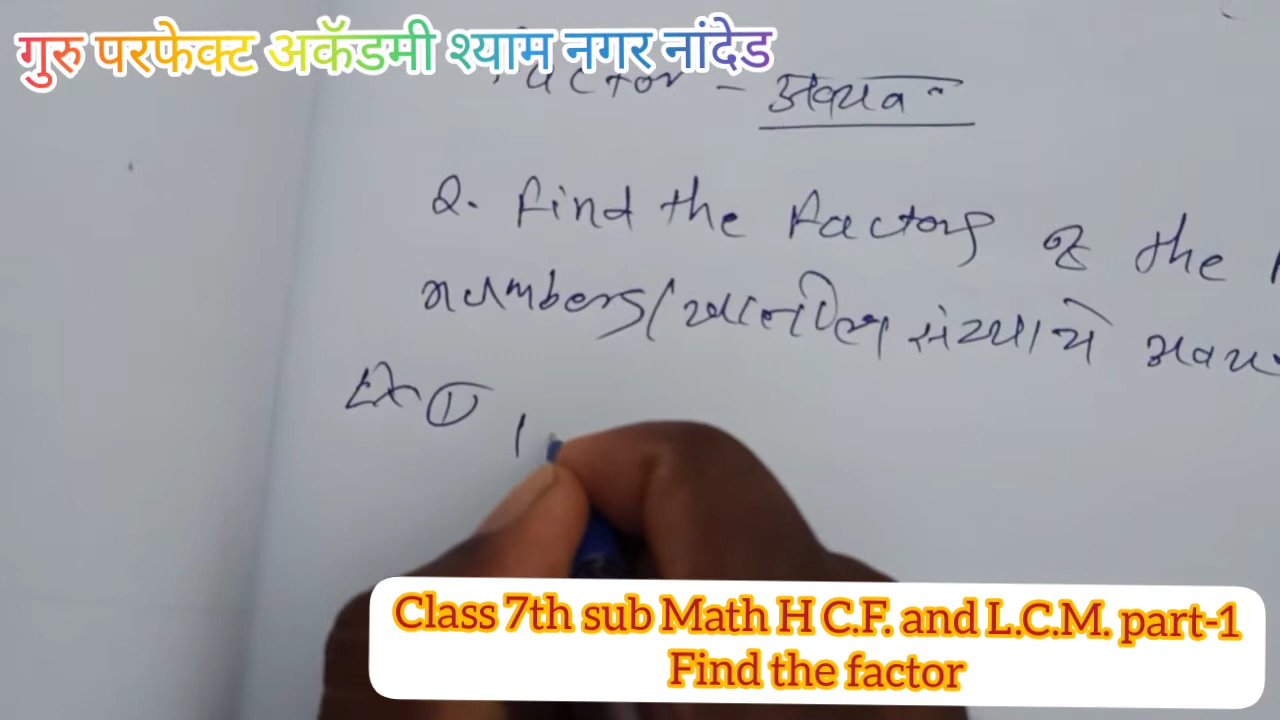 गुरु परफेक्ट अकॅडमी श्याम नगर नांदेड
Factor - अवयव
Q. Find the factors of the
numbers (खालील संख्याचे
Ex ①
Class 7th sub Math H C.F. and L.C.M. part-1
Find the factor